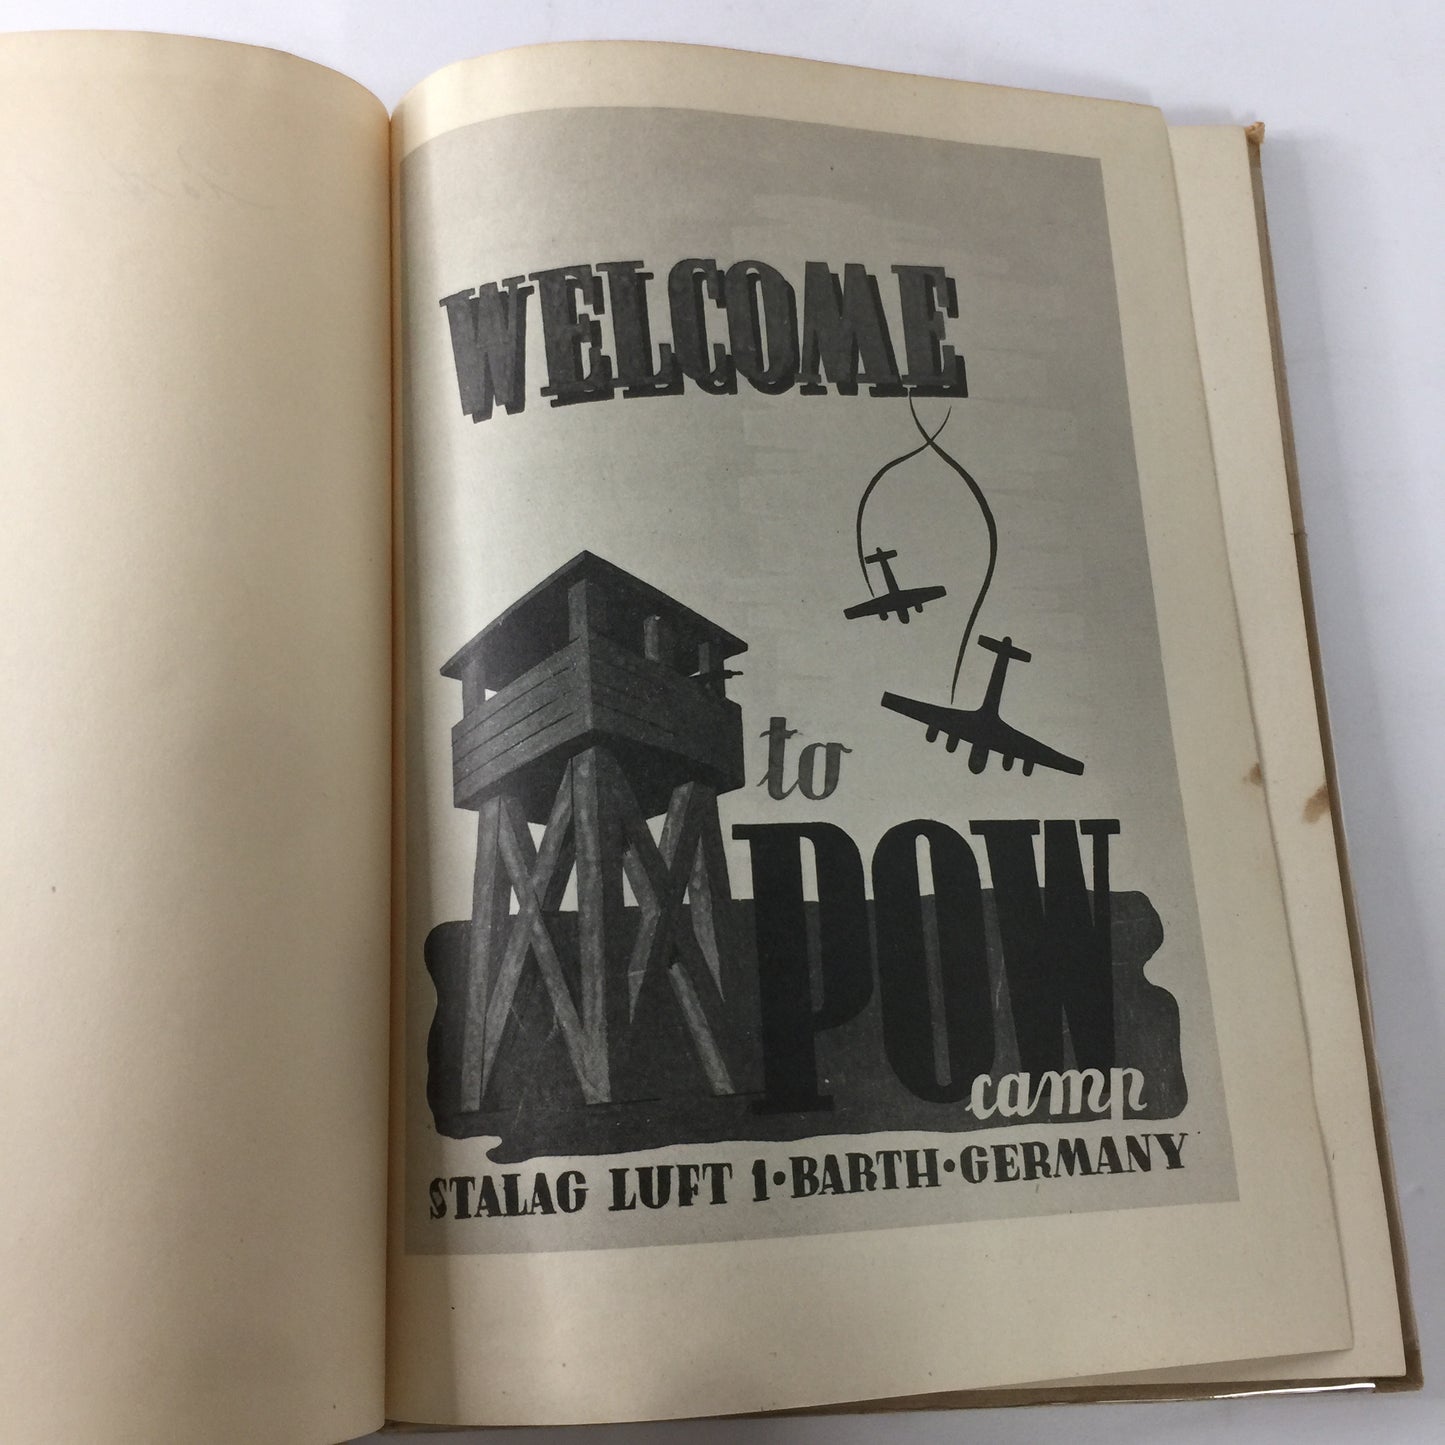 WELCOME
to
POW
camp
STALAG LUFT 1•BARTH•GERMANY